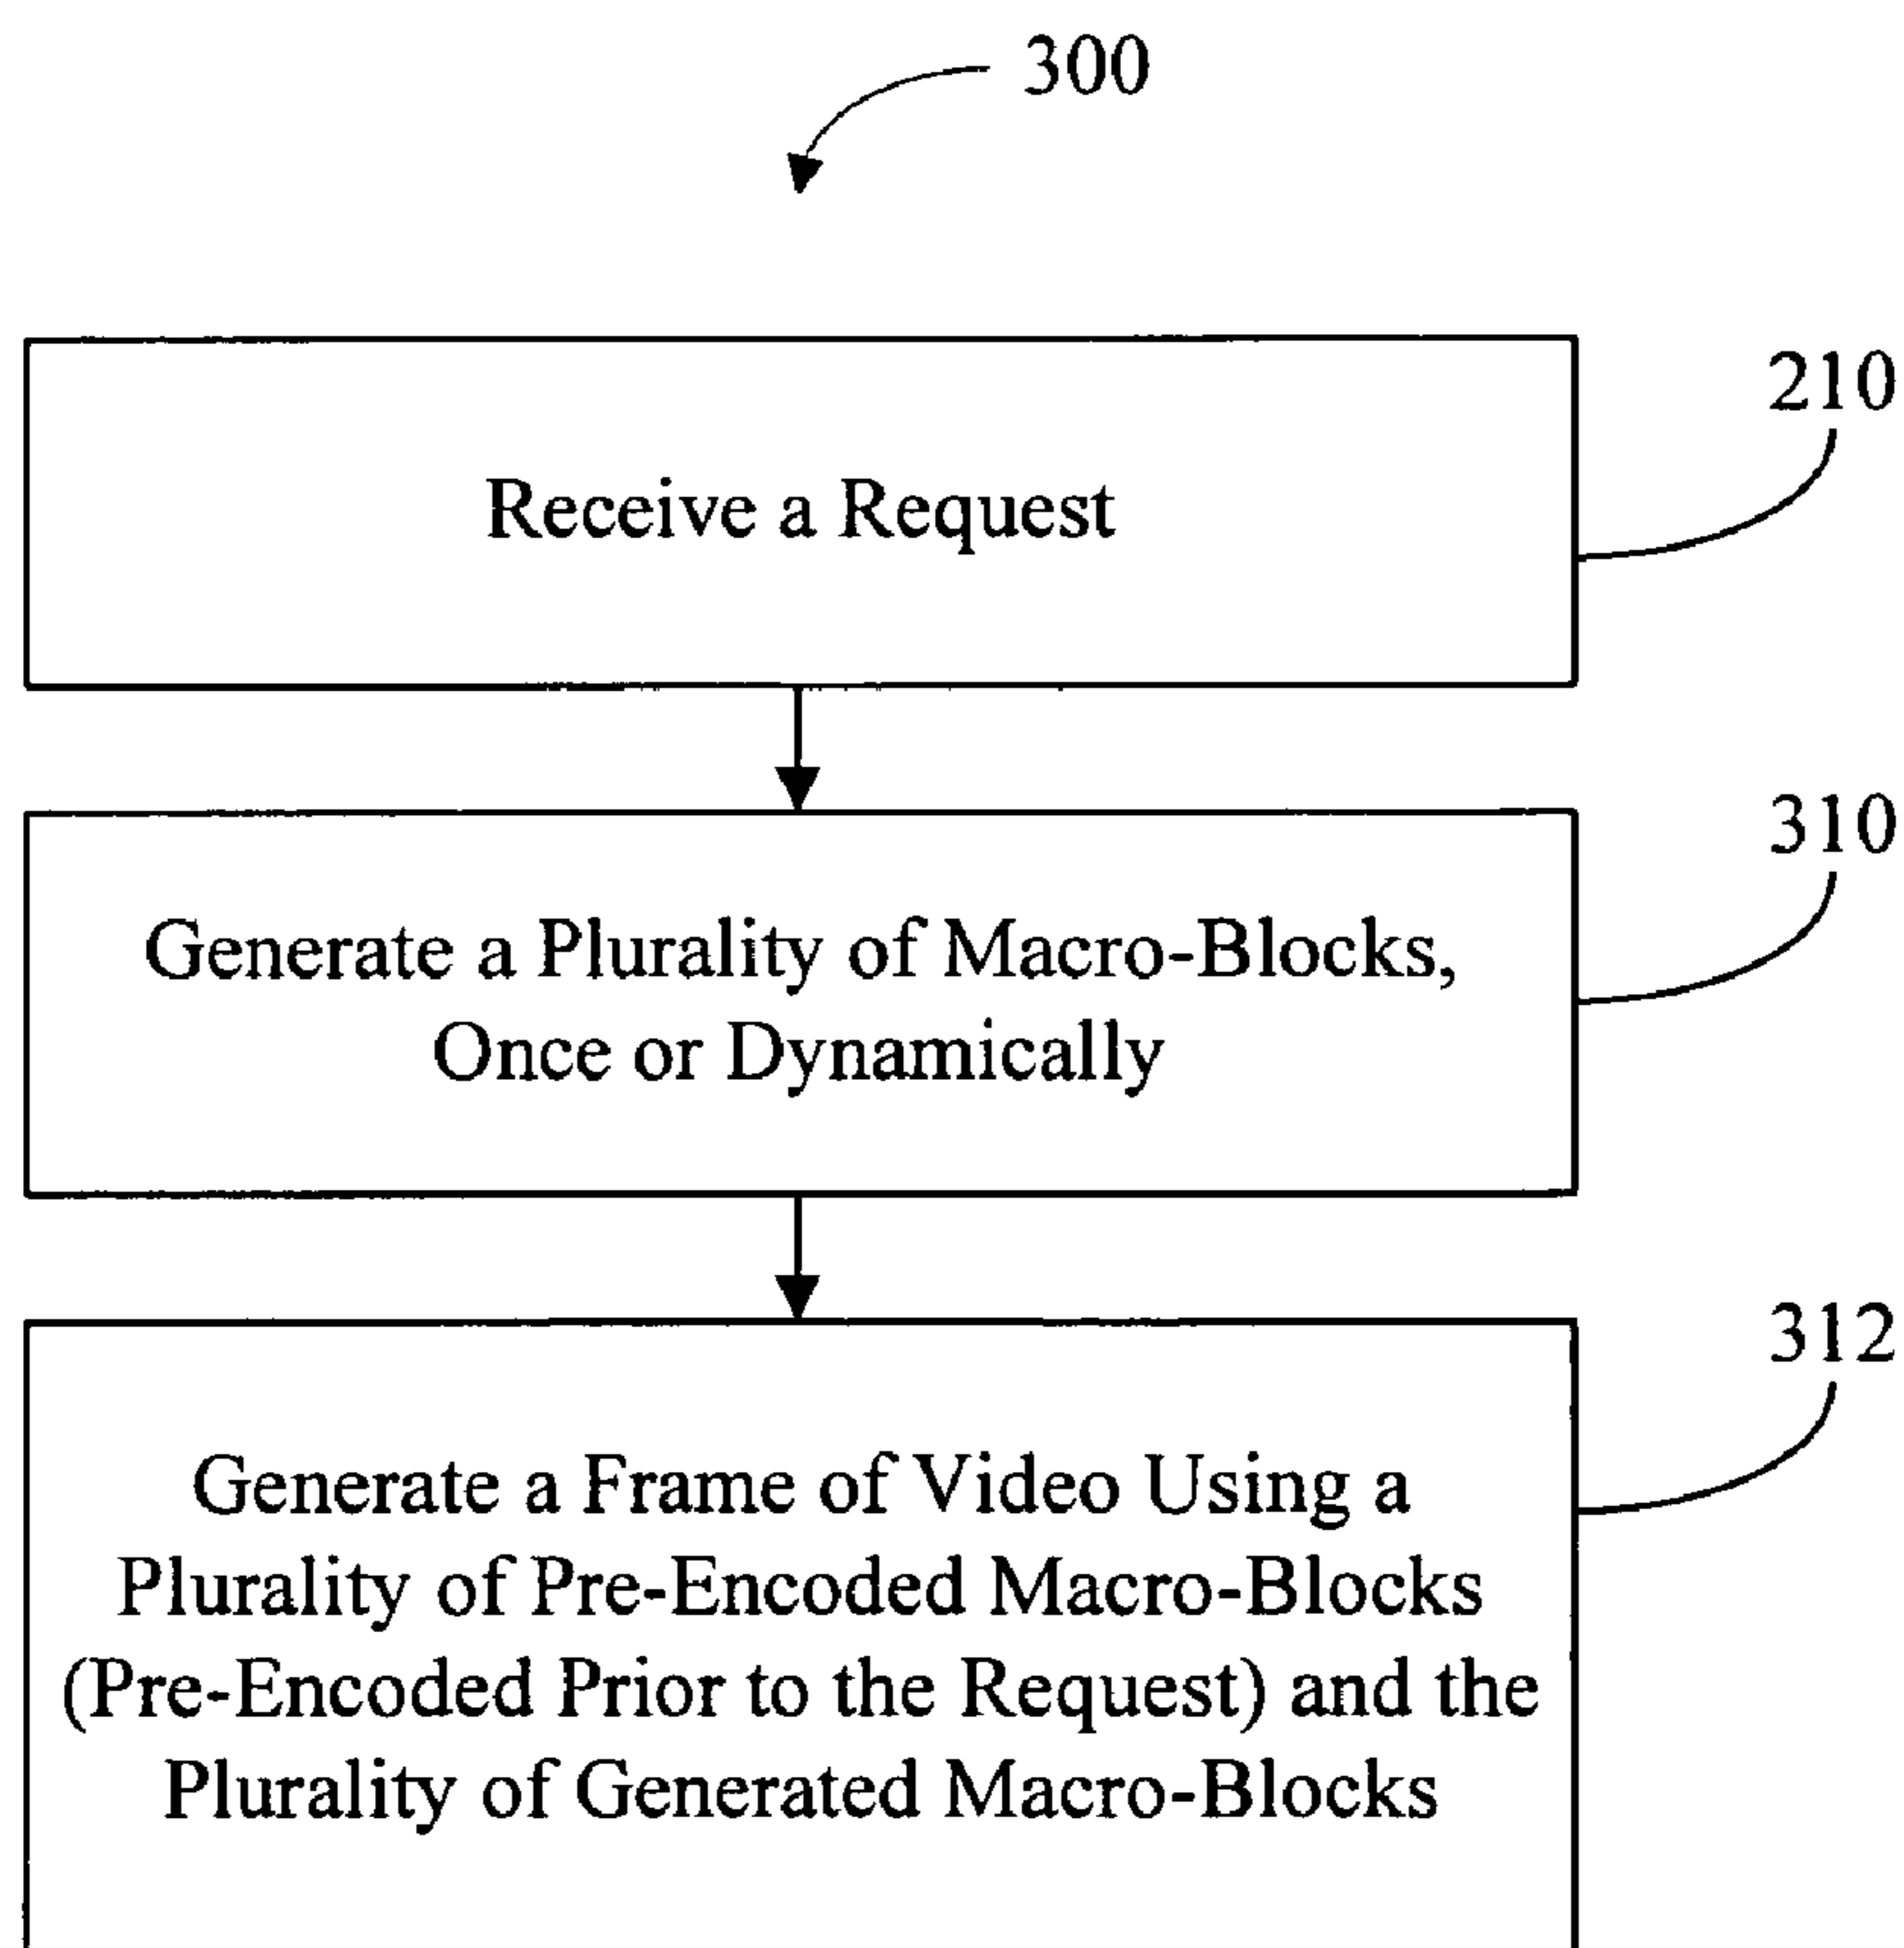 300
210
Receive a Request
310
Generate a Plurality of Macro-Blocks,
Once or Dynamically
312
Generate a Frame of Video Using a
Plurality of Pre-Encoded Macro-Blocks
(Pre-Encoded Prior to the Request) and the
Plurality of Generated Macro-Blocks